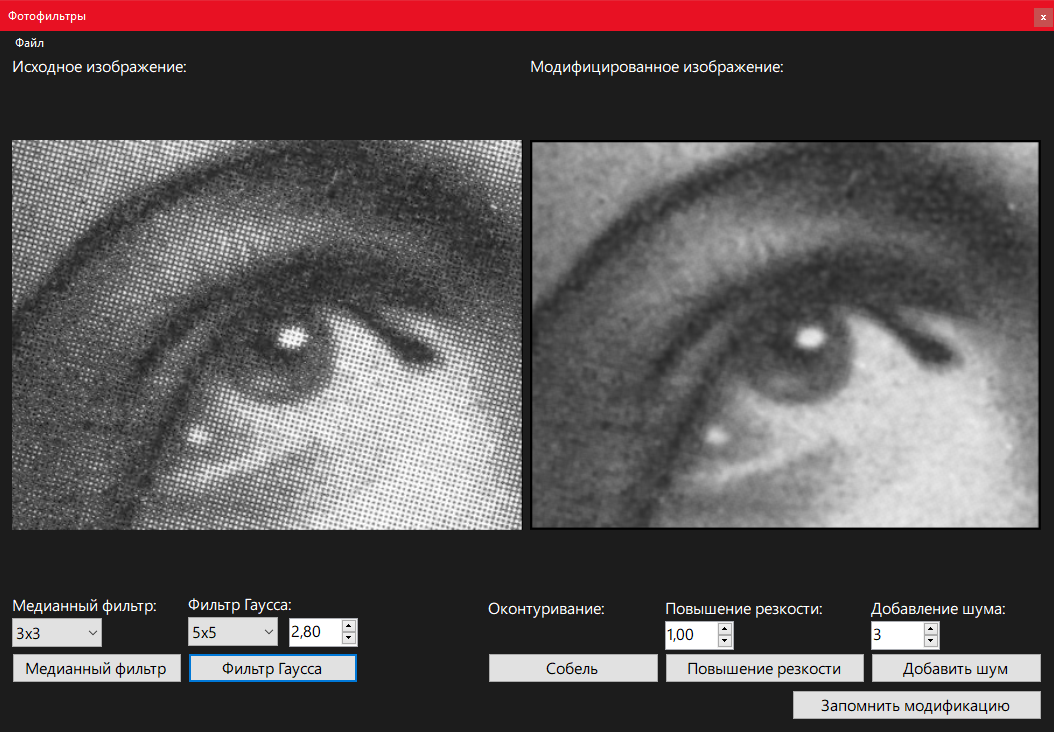 Фотофильтры
x
Файл
Исходное изображение:
Модифицированное изображение:
Медианный фильтр:
Фильтр Гаусса:
Оконтуривание:
Повышение резкости:
Добавление шума:
3x3
5x5
2,80
1,00
3
Медианный фильтр
Фильтр Гаусса
Собель
Повышение резкости
Добавить шум
Запомнить модификацию